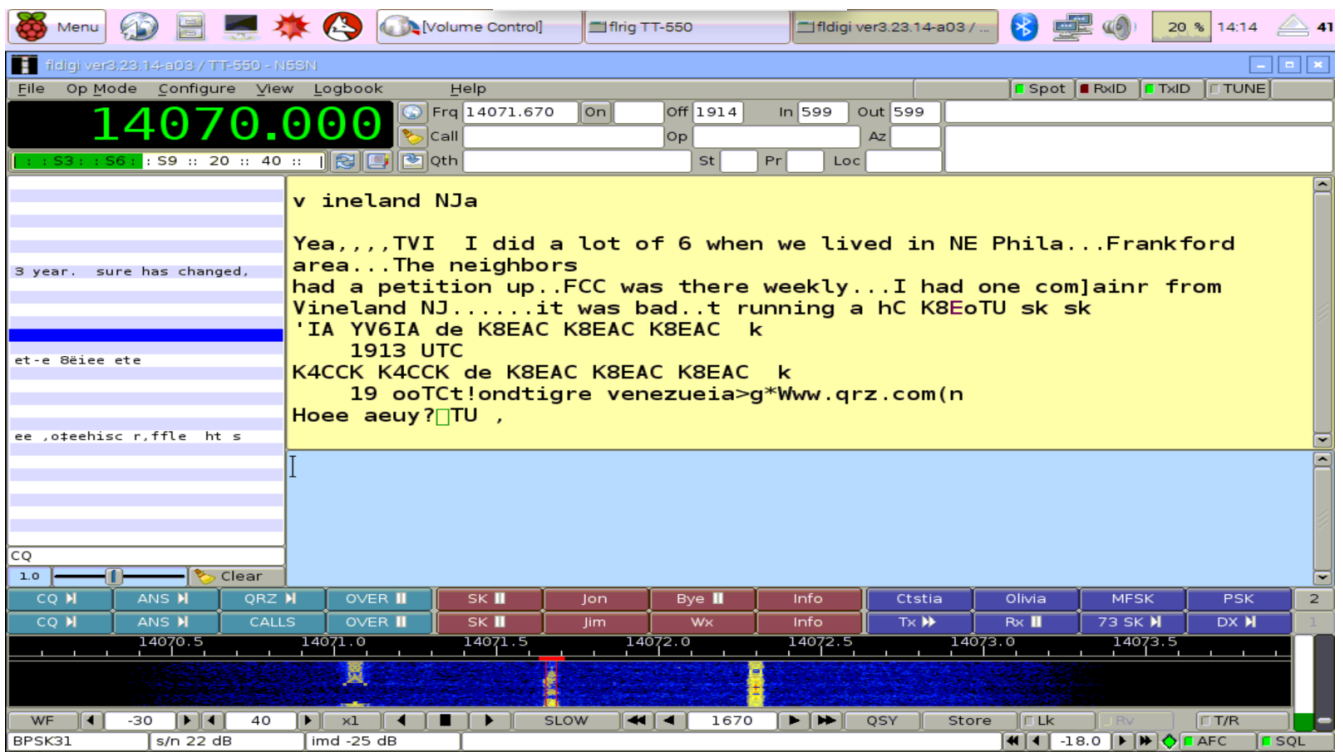 Menu [Volume Control] flrig TT-550 fldigi ver3.23.14-a03 / ... 20 % 14:14 41
fldigi ver3.23.14-a03 / TT-550 - N5SN
File Op Mode Configure View Logbook Help Spot RxID TxID TUNE
14070.000
Frq 14071.670 On Off 1914 In 599 Out 599
Call Op Az
: : S3: : S6: : S9 :: 20 :: 40 :: |
Qth St Pr Loc
3 year. sure has changed,
et-e 8ëiee ete
ee ,o‡eehisc r,ffle ht s
CQ
1.0 Clear
v ineland NJa
Yea,,,,TVI I did a lot of 6 when we lived in NE Phila...Frankford
area...The neighbors
had a petition up..FCC was there weekly...I had one com]ainr from
Vineland NJ......it was bad..t running a hC K8EoTU sk sk
'IA YV6IA de K8EAC K8EAC K8EAC k
1913 UTC
K4CCK K4CCK de K8EAC K8EAC K8EAC k
19 ooTCt!ondtigre venezueia>g*Www.qrz.com(n
Hoee aeuy? TU ,
CQ ANS QRZ OVER SK Jon Bye Info Ctstia Olivia MFSK PSK 2
CQ ANS CALLS OVER SK Jim Wx Info Tx Rx 73 SK DX 1
14070.5 14071.0 14071.5 14072.0 14072.5 14073.0 14073.5
WF -30 40 x1 SLOW 1670 QSY Store Lk Rv T/R
BPSK31 s/n 22 dB imd -25 dB -18.0 AFC SQL